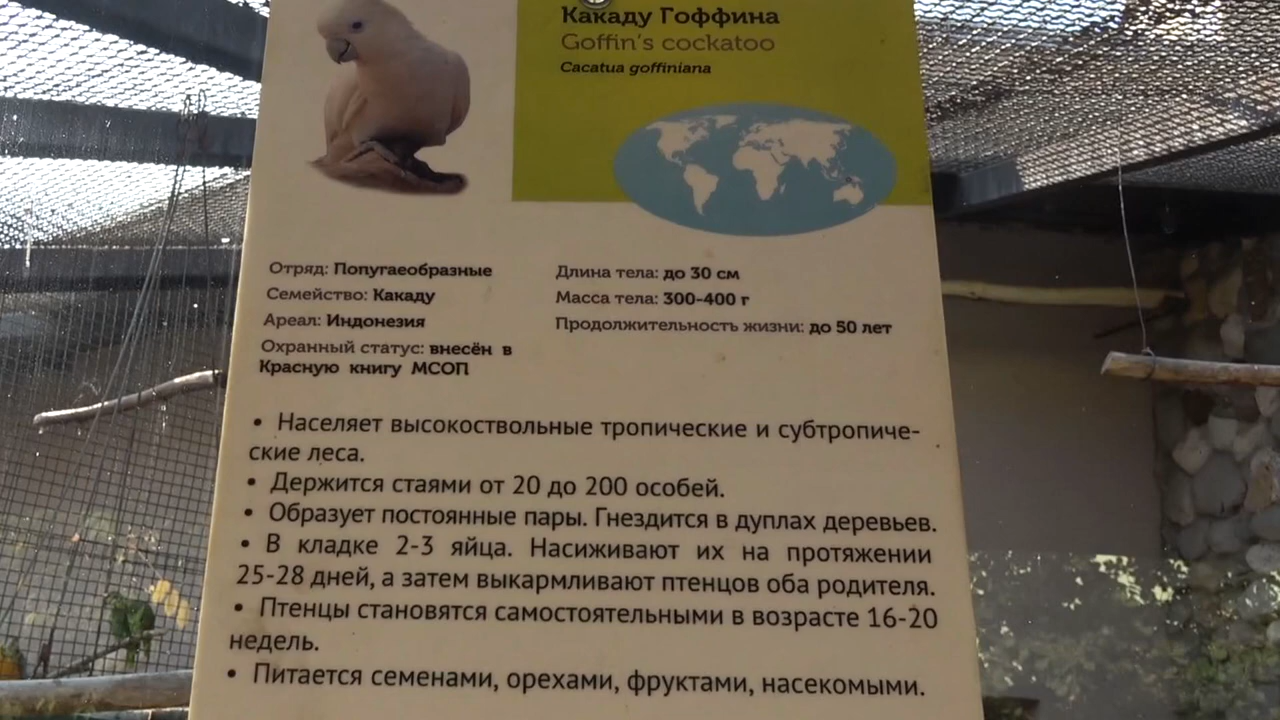 Какаду Гоффина
Goffin's cockatoo
Cacatua goffiniana
Отряд: Попугаеобразные
Семейство: Какаду
Ареал: Индонезия
Охранный статус: внесён в
Красную книгу МСОП
Длина тела: до 30 см
Масса тела: 300-400 г
Продолжительность жизни: до 50 лет
• Населяет высокоствольные тропические и субтропиче-
ские леса.
• Держится стаями от 20 до 200 особей.
• Образует постоянные пары. Гнездится в дуплах деревьев.
• В кладке 2-3 яйца. Насиживают их на протяжении
25-28 дней, а затем выкармливают птенцов оба родителя.
• Птенцы становятся самостоятельными в возрасте 16-20
недель.
• Питается семенами, орехами, фруктами, насекомыми.